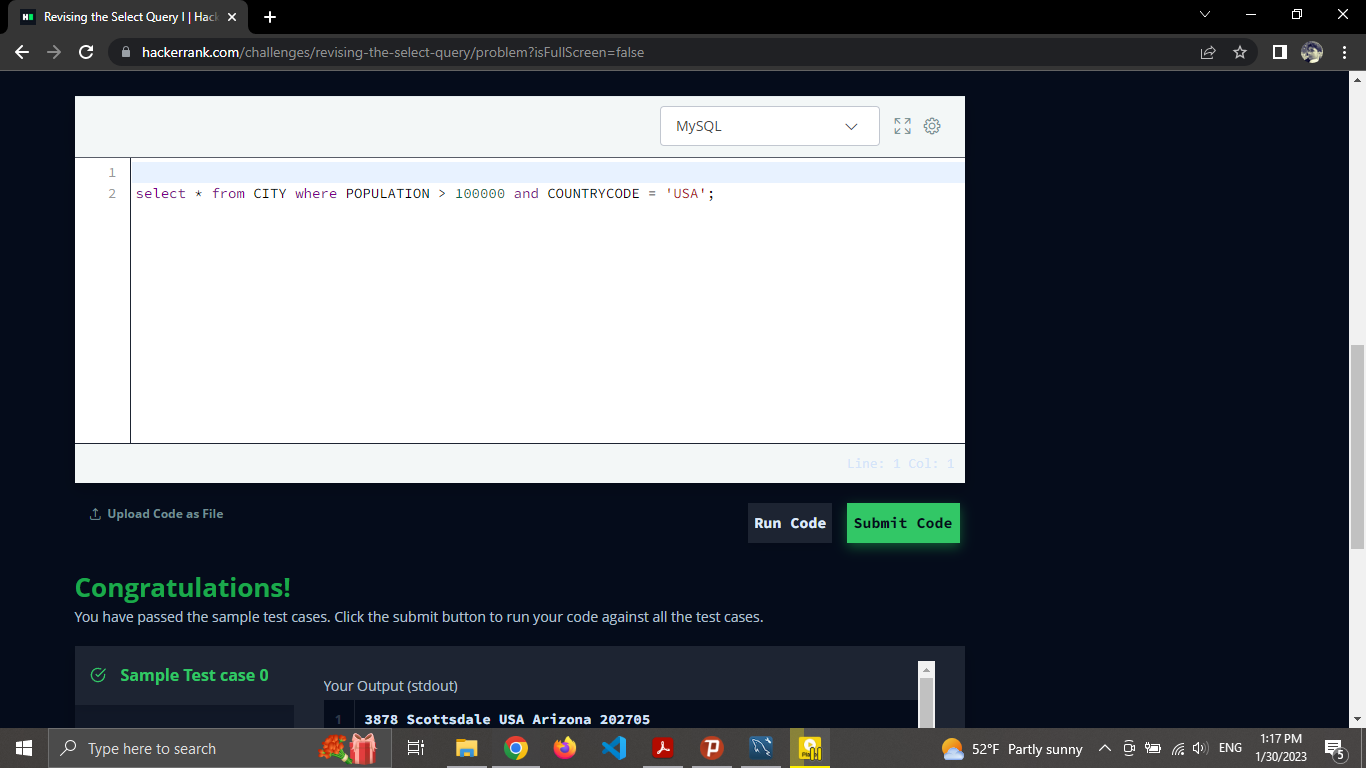 Revising the Select Query I | Hack
hackerrank.com/challenges/revising-the-select-query/problem?isFullScreen=false
MySQL
1
2 select * from CITY where POPULATION > 100000 and COUNTRYCODE = 'USA';
Line: 1 Col: 1
Upload Code as File
Run Code
Submit Code
Congratulations!
You have passed the sample test cases. Click the submit button to run your code against all the test cases.
Sample Test case 0
Your Output (stdout)
1 3878 Scottsdale USA Arizona 202705
Type here to search
52°F Partly sunny
ENG
1:17 PM
1/30/2023
5